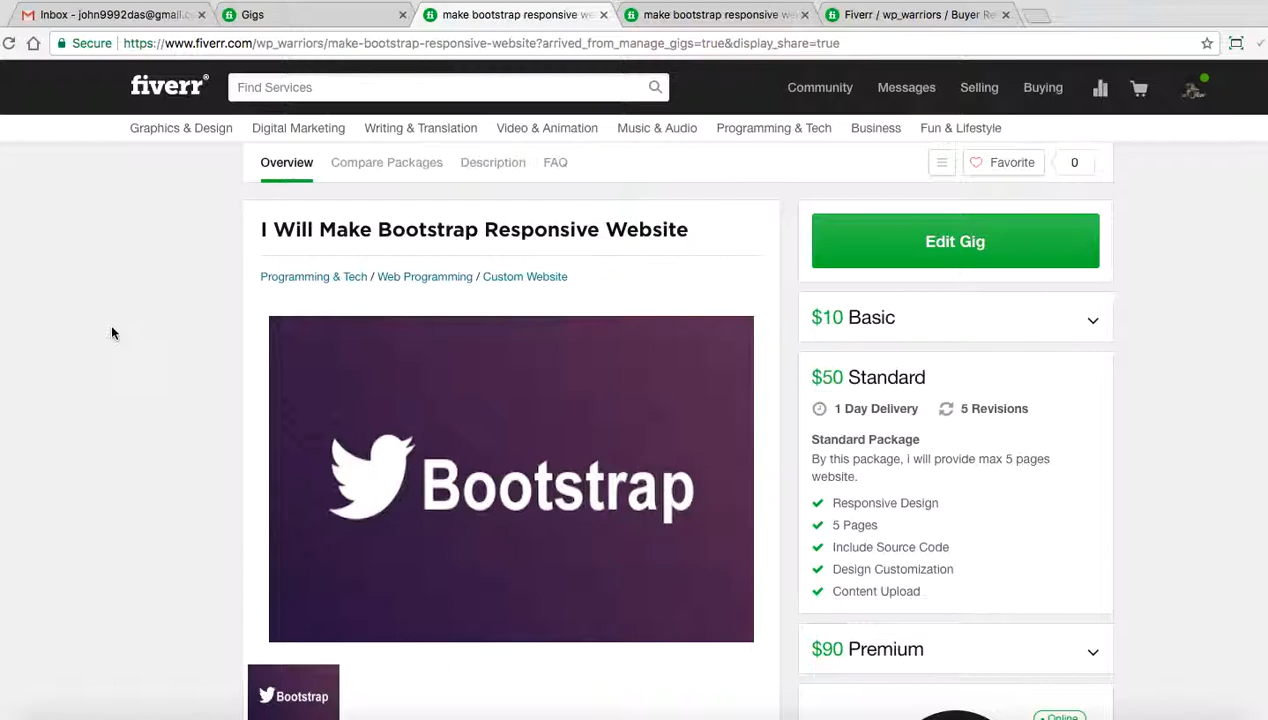 Inbox - john9992das@gmail.c
Gigs
make bootstrap responsive we
make bootstrap responsive we
Fiverr / wp_warriors / Buyer Re
Secure https://www.fiverr.com/wp_warriors/make-bootstrap-responsive-website?arrived_from_manage_gigs=true&display_share=true
fiverr®
Find Services
Community Messages Selling Buying
Graphics & Design Digital Marketing Writing & Translation Video & Animation Music & Audio Programming & Tech Business Fun & Lifestyle
Overview Compare Packages Description FAQ
Favorite 0
I Will Make Bootstrap Responsive Website
Programming & Tech / Web Programming / Custom Website
Bootstrap
Bootstrap
Edit Gig
$10 Basic
$50 Standard
1 Day Delivery 5 Revisions
Standard Package
By this package, i will provide max 5 pages
website.
Responsive Design
5 Pages
Include Source Code
Design Customization
Content Upload
$90 Premium
Online